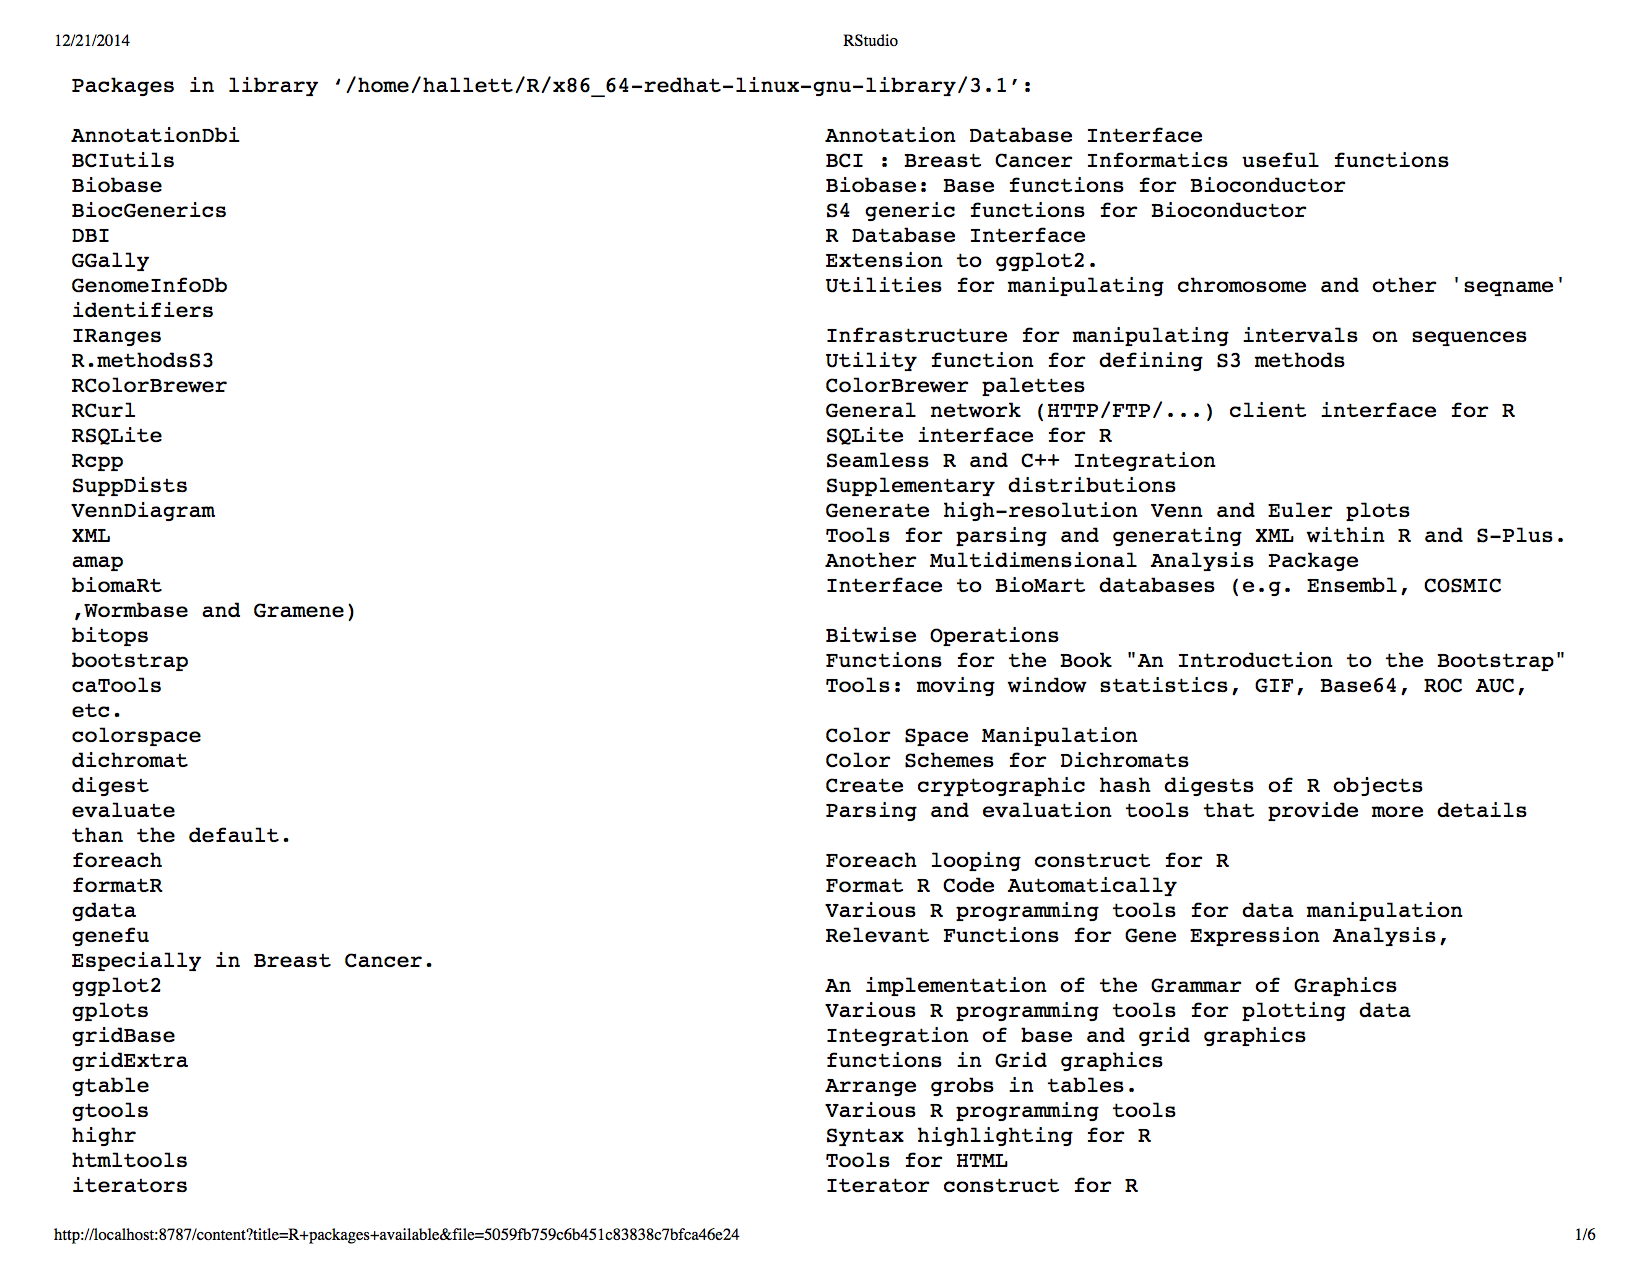 12/21/2014 RStudio
Packages in library ‘/home/hallett/R/x86_64-redhat-linux-gnu-library/3.1’:
AnnotationDbi Annotation Database Interface
BCIutils BCI : Breast Cancer Informatics useful functions
Biobase Biobase: Base functions for Bioconductor
BiocGenerics S4 generic functions for Bioconductor
DBI R Database Interface
GGally Extension to ggplot2.
GenomeInfoDb Utilities for manipulating chromosome and other 'seqname'
identifiers
IRanges Infrastructure for manipulating intervals on sequences
R.methodsS3 Utility function for defining S3 methods
RColorBrewer ColorBrewer palettes
RCurl General network (HTTP/FTP/...) client interface for R
RSQLite SQLite interface for R
Rcpp Seamless R and C++ Integration
SuppDists Supplementary distributions
VennDiagram Generate high-resolution Venn and Euler plots
XML Tools for parsing and generating XML within R and S-Plus.
amap Another Multidimensional Analysis Package
biomaRt Interface to BioMart databases (e.g. Ensembl, COSMIC
,Wormbase and Gramene)
bitops Bitwise Operations
bootstrap Functions for the Book "An Introduction to the Bootstrap"
caTools Tools: moving window statistics, GIF, Base64, ROC AUC,
etc.
colorspace Color Space Manipulation
dichromat Color Schemes for Dichromats
digest Create cryptographic hash digests of R objects
evaluate Parsing and evaluation tools that provide more details
than the default.
foreach Foreach looping construct for R
formatR Format R Code Automatically
gdata Various R programming tools for data manipulation
genefu Relevant Functions for Gene Expression Analysis,
Especially in Breast Cancer.
ggplot2 An implementation of the Grammar of Graphics
gplots Various R programming tools for plotting data
gridBase Integration of base and grid graphics
gridExtra functions in Grid graphics
gtable Arrange grobs in tables.
gtools Various R programming tools
highr Syntax highlighting for R
htmltools Tools for HTML
iterators Iterator construct for R
http://localhost:8787/content?title=R+packages+available&file=5059fb759c6b451c83838c7bfca46e24 1/6